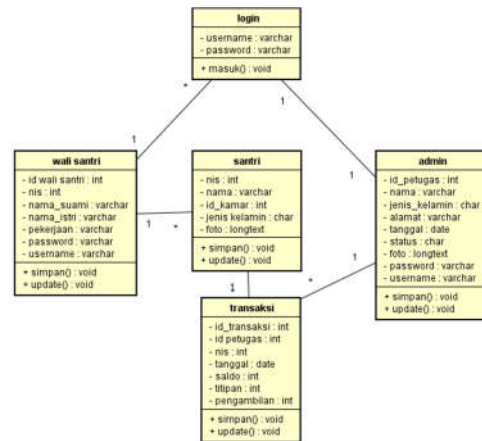 login
- username : varchar
- password : varchar
+ masuk() : void
*
1
1
1
wali santri
- id wali santri : int
- nis : int
- nama_suami : varchar
- nama_istri : varchar
- pekerjaan : varchar
- password : varchar
- username : varchar
+ simpan() : void
+ update() : void
1
*
santri
- nis : int
- nama : varchar
- id_kamar : int
- jenis kelamin : char
- foto : longtext
+ simpan() : void
+ update() : void
admin
- id_petugas : int
- nama : varchar
- jenis_kelamin : char
- alamat : varchar
- tanggal : date
- status : char
- foto : longtext
- password : varchar
- username : varchar
+ simpan() : void
+ update() : void
1
*
1
transaksi
- id_transaksi : int
- id petugas : int
- nis : int
- tanggal : date
- saldo : int
- titipan : int
- pengambilan : int
+ simpan() : void
+ update() : void